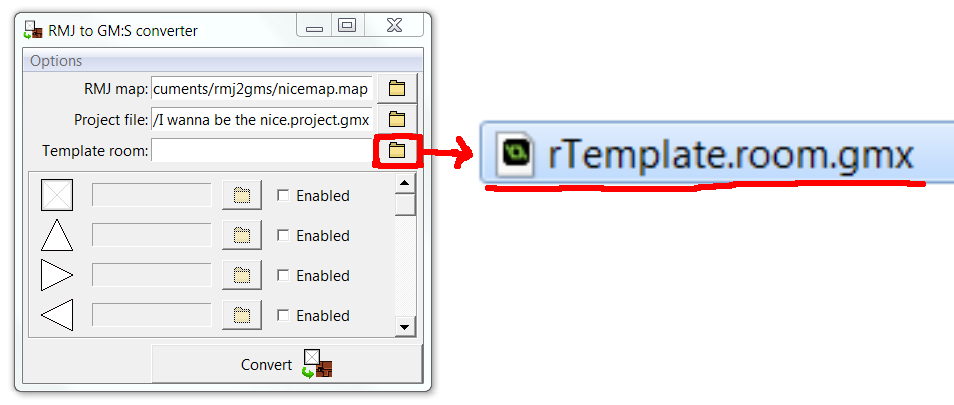 RMJ to GM:S converter
Options
RMJ map: cuments/rmj2gms/nicemap.map
Project file: /I wanna be the nice.project.gmx
Template room:
rTemplate.room.gmx
Enabled
Enabled
Enabled
Enabled
Convert